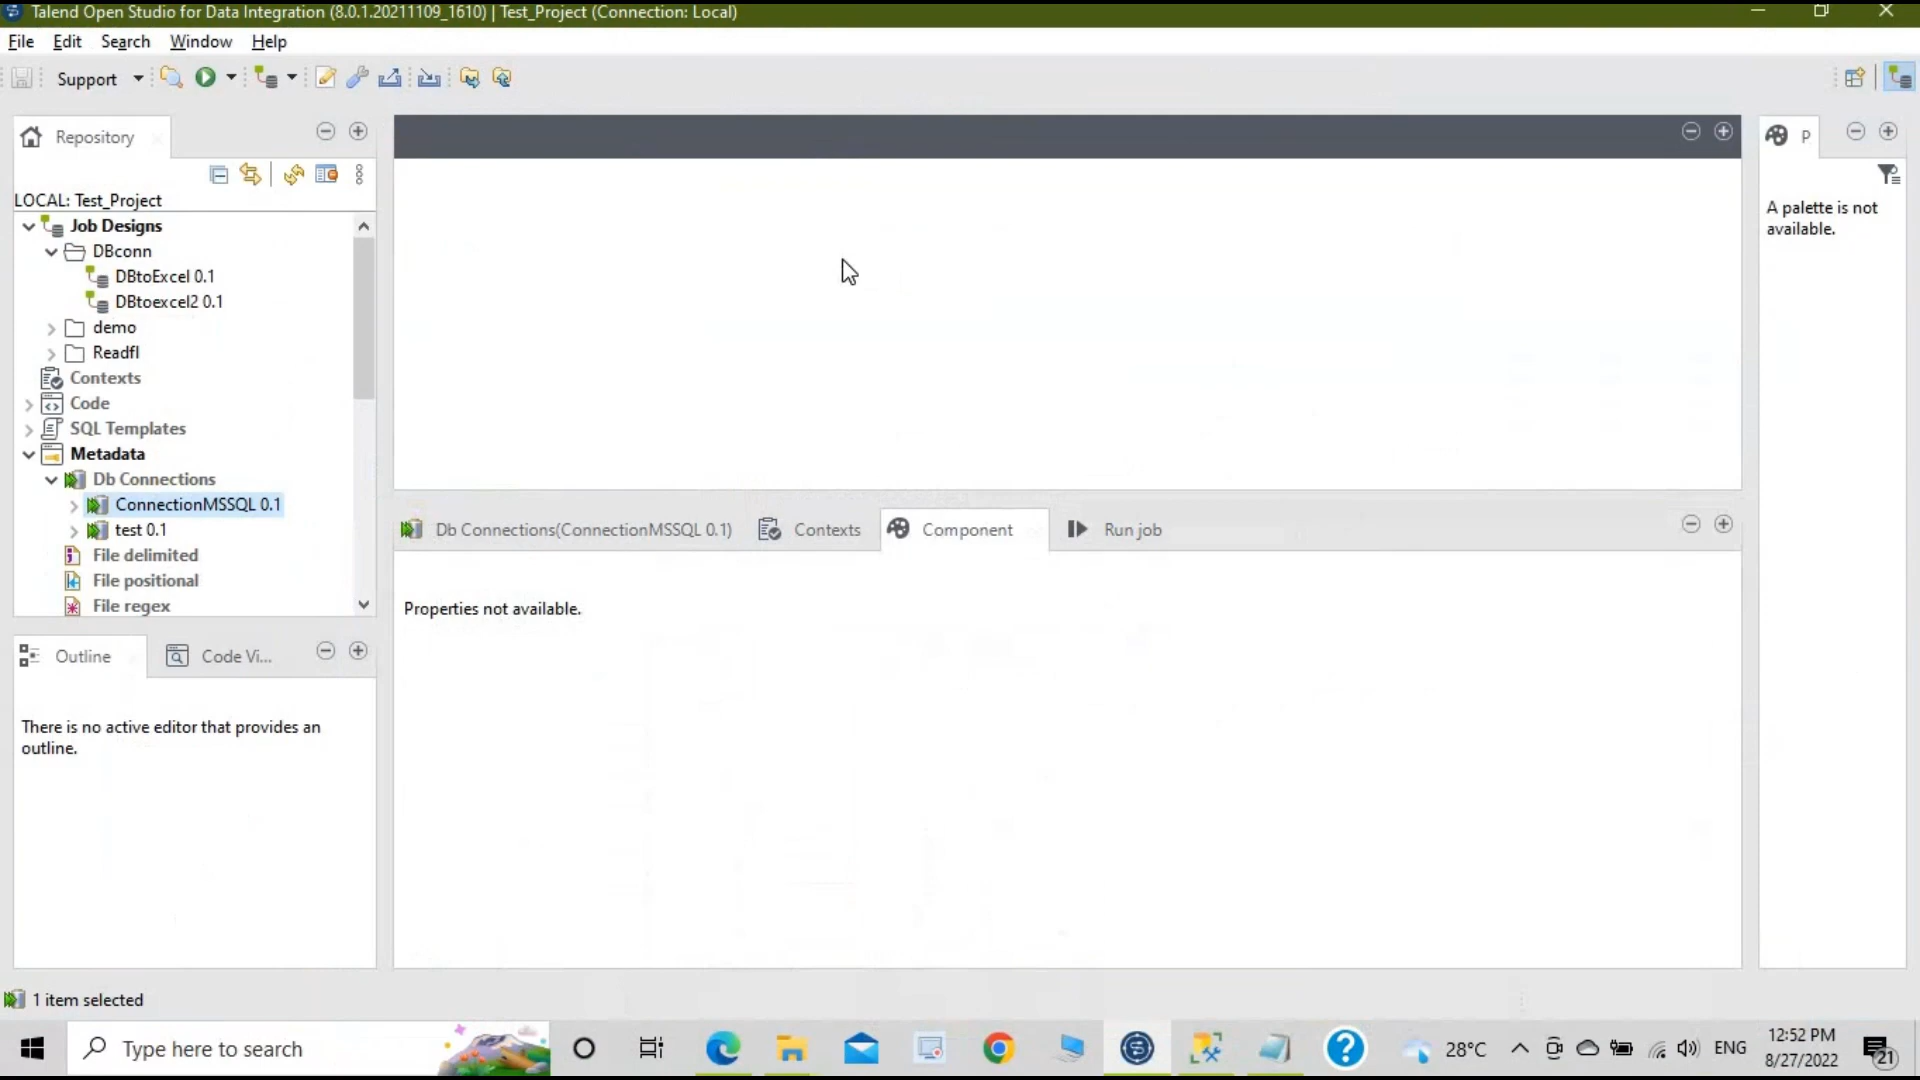 Talend Open Studio for Data Integration (8.0.1.20211109_1610) | Test_Project (Connection: Local)
File Edit Search Window Help
Support
Repository
LOCAL: Test_Project
Job Designs
DBconn
DBtoExcel 0.1
DBtoexcel2 0.1
demo
Readfl
Contexts
Code
SQL Templates
Metadata
Db Connections
ConnectionMSSQL 0.1
test 0.1
File delimited
File positional
File regex
P
A palette is not
available.
Db Connections(ConnectionMSSQL 0.1) Contexts Component Run job
Properties not available.
Outline Code Vi...
There is no active editor that provides an
outline.
1 item selected
Type here to search
28°C
ENG
12:52 PM
8/27/2022
21